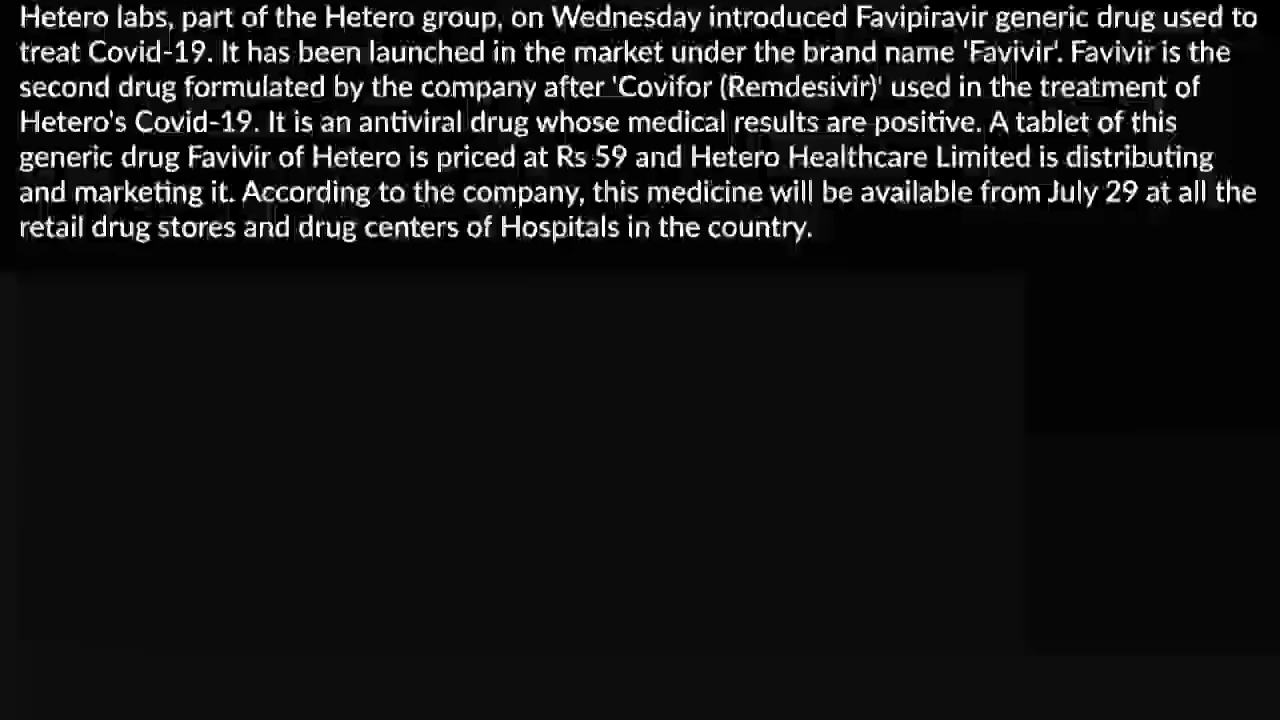 Hetero labs, part of the Hetero group, on Wednesday introduced Favipiravir generic drug used to
treat Covid-19. It has been launched in the market under the brand name 'Favivir'. Favivir is the
second drug formulated by the company after 'Covifor (Remdesivir)' used in the treatment of
Hetero's Covid-19. It is an antiviral drug whose medical results are positive. A tablet of this
generic drug Favivir of Hetero is priced at Rs 59 and Hetero Healthcare Limited is distributing
and marketing it. According to the company, this medicine will be available from July 29 at all the
retail drug stores and drug centers of Hospitals in the country.